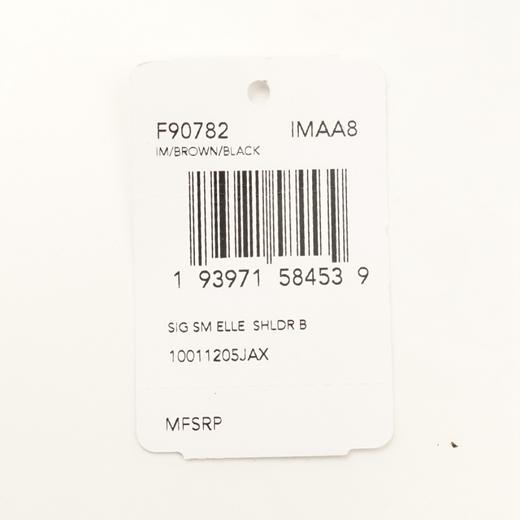 F90782 IMAA8
IM/BROWN/BLACK
1 93971 58453 9
SIG SM ELLE SHLDR B
10011205JAX
MFSRP